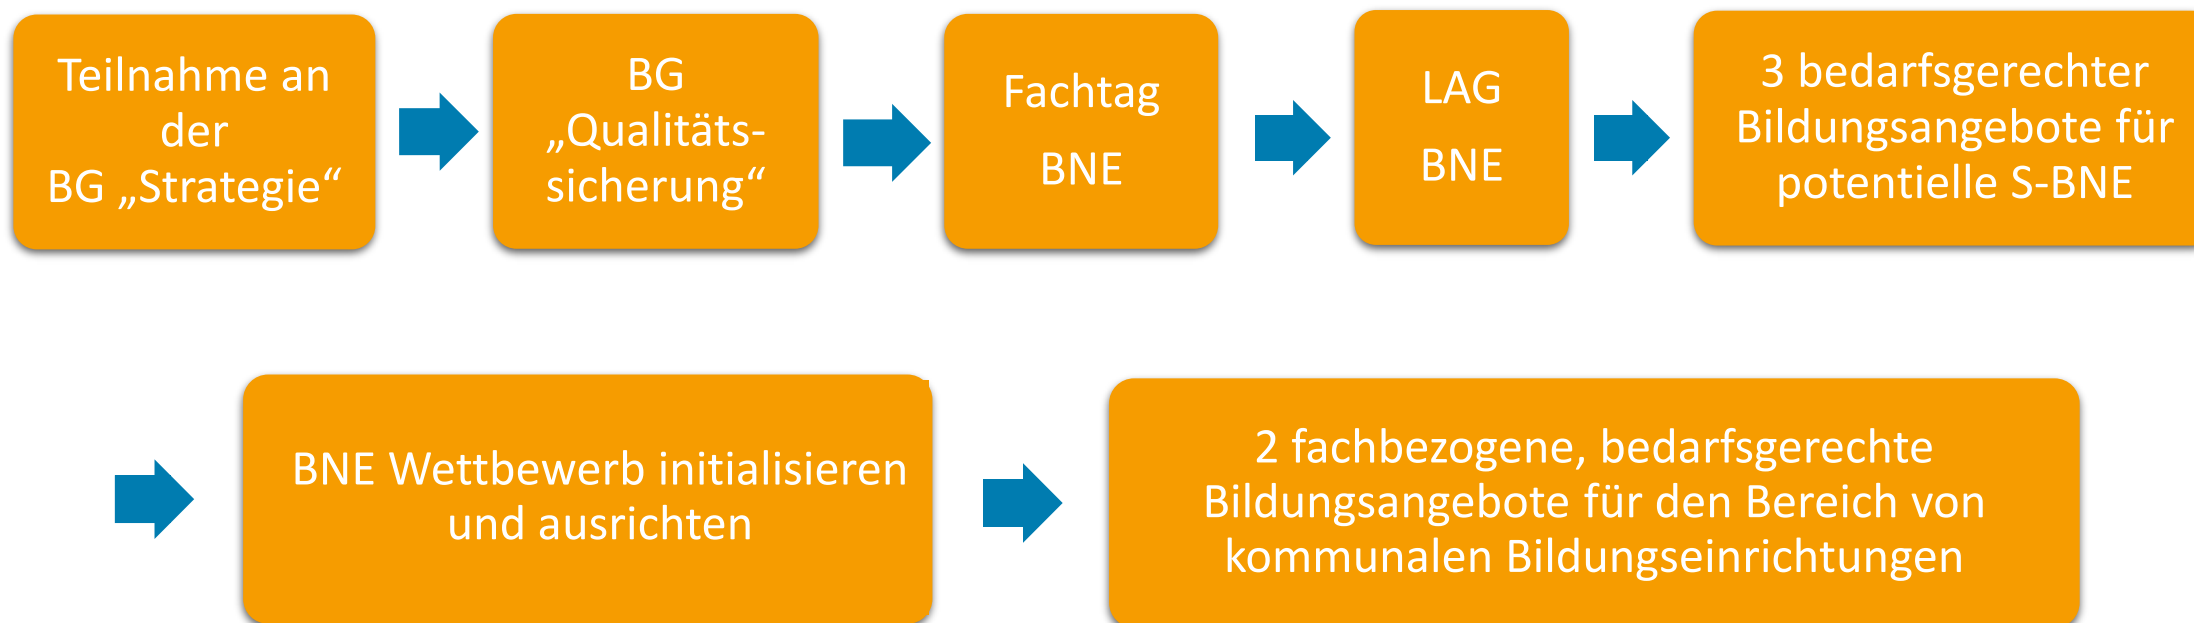 Teilnahme an
der
BG „Strategie“
BG
„Qualitäts-
sicherung“
Fachtag
BNE
LAG
BNE
3 bedarfsgerechter
Bildungsangebote für
potentielle S-BNE
BNE Wettbewerb initialisieren
und ausrichten
2 fachbezogene, bedarfsgerechte
Bildungsangebote für den Bereich von
kommunalen Bildungseinrichtungen